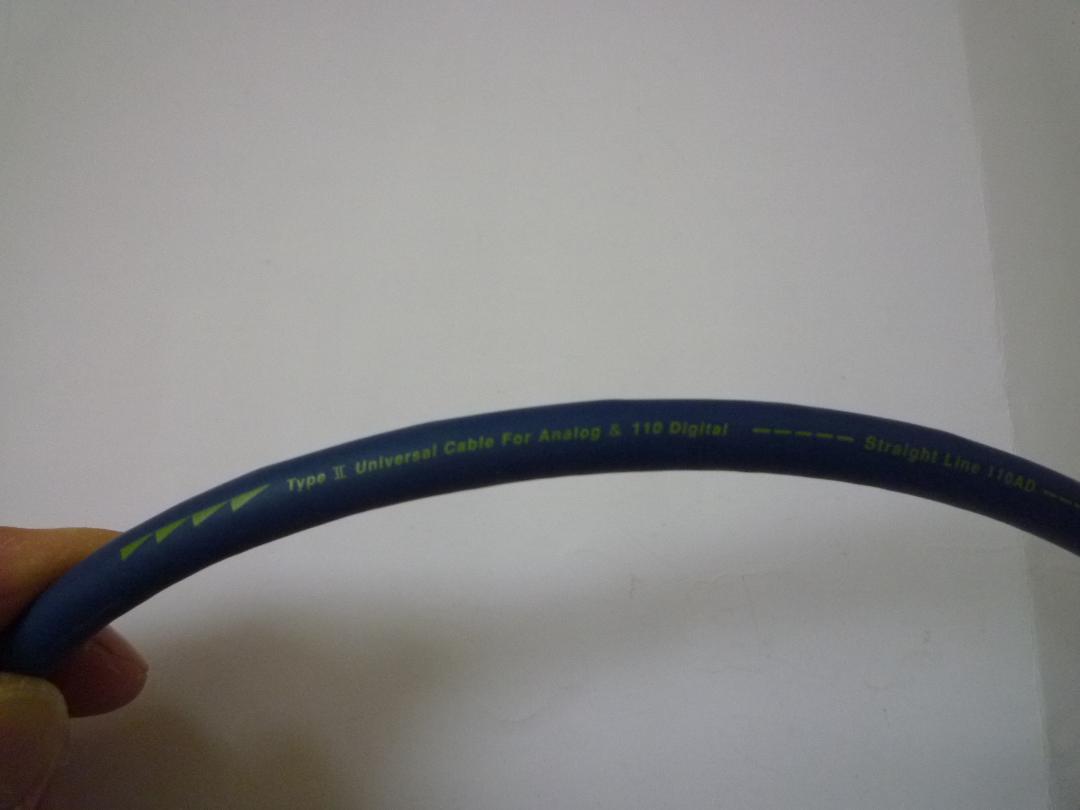 Type II Universal Cable For Analog & 110 Digital ----- Straight Line 110AD